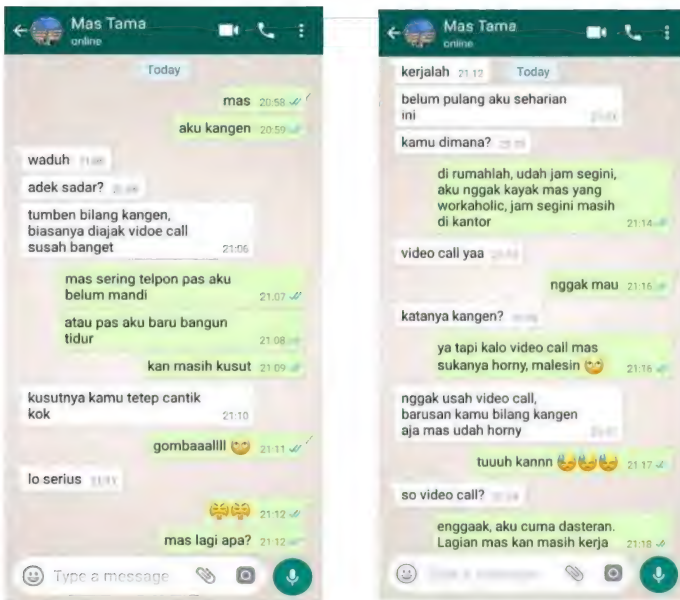 Mas Tama
online
Today
mas 20:58
aku kangen 20:59
waduh
adek sadar?
tumben bilang kangen,
biasanya diajak vidoe call
susah banget 21:06
mas sering telpon pas aku
belum mandi 21.07
atau pas aku baru bangun
tidur 21:08
kan masih kusut 21:09
kusutnya kamu tetep cantik
kok 21:10
gombaaallll 21:11
lo serius
21:12
mas lagi apa? 21:12
Type a message
Mas Tama
online
kerjalah 21:12
Today
belum pulang aku seharian
ini
kamu dimana?
di rumahlah, udah jam segini,
aku nggak kayak mas yang
workaholic, jam segini masih
di kantor 21:14
video call yaa
nggak mau 21:16
katanya kangen?
ya tapi kalo video call mas
sukanya horny, malesin 21:16
nggak usah video call,
barusan kamu bilang kangen
aja mas udah horny
tuuuh kannn 21.17
so video call?
enggaak, aku cuma dasteran.
Lagian mas kan masih kerja 21:18